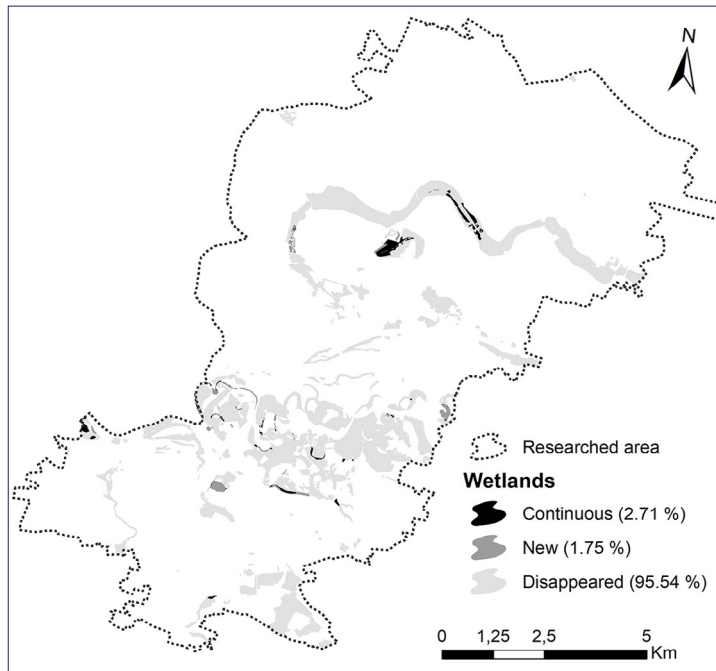 N
Researched area
Wetlands
Continuous (2.71 %)
New (1.75 %)
Disappeared (95.54 %)
0 1,25 2,5 5
Km